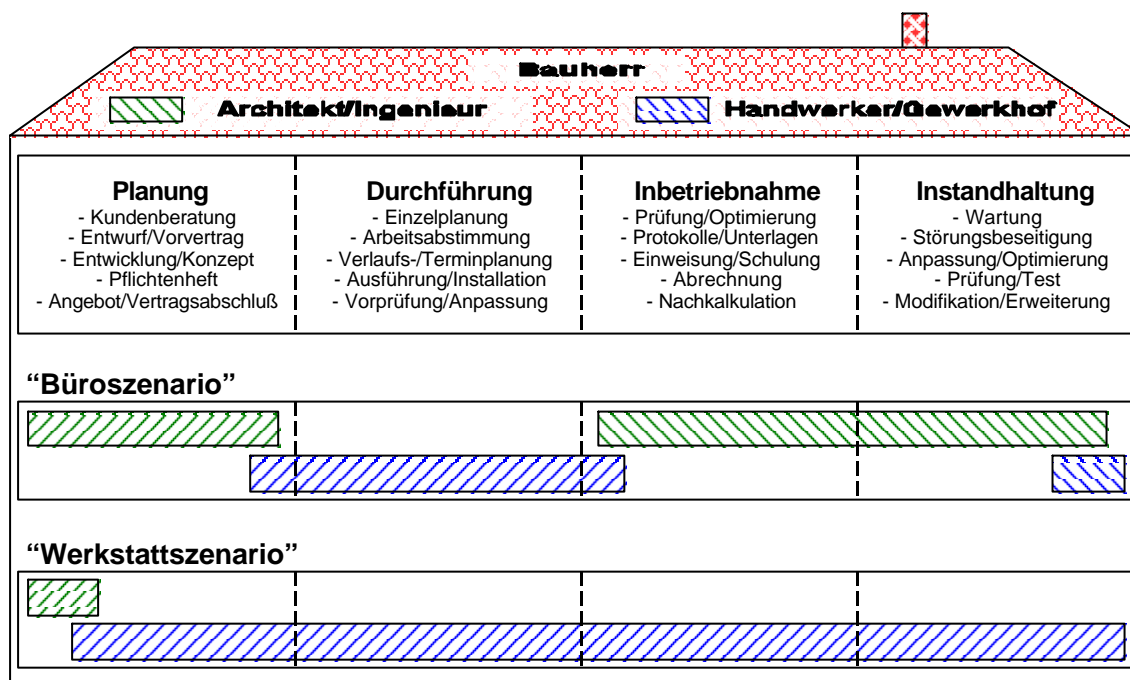 Bauherr
Architekt/Ingenieur
Handwerker/Gewerkhof
Planung
- Kundenberatung
- Entwurf/Vorvertrag
- Entwicklung/Konzept
- Pflichtenheft
- Angebot/Vertragsabschluß
Durchführung
- Einzelplanung
- Arbeitsabstimmung
- Verlaufs-/Terminplanung
- Ausführung/Installation
- Vorprüfung/Anpassung
Inbetriebnahme
- Prüfung/Optimierung
- Protokolle/Unterlagen
- Einweisung/Schulung
- Abrechnung
- Nachkalkulation
Instandhaltung
- Wartung
- Störungsbeseitigung
- Anpassung/Optimierung
- Prüfung/Test
- Modifikation/Erweiterung
“Büroszenario”
“Werkstattszenario”